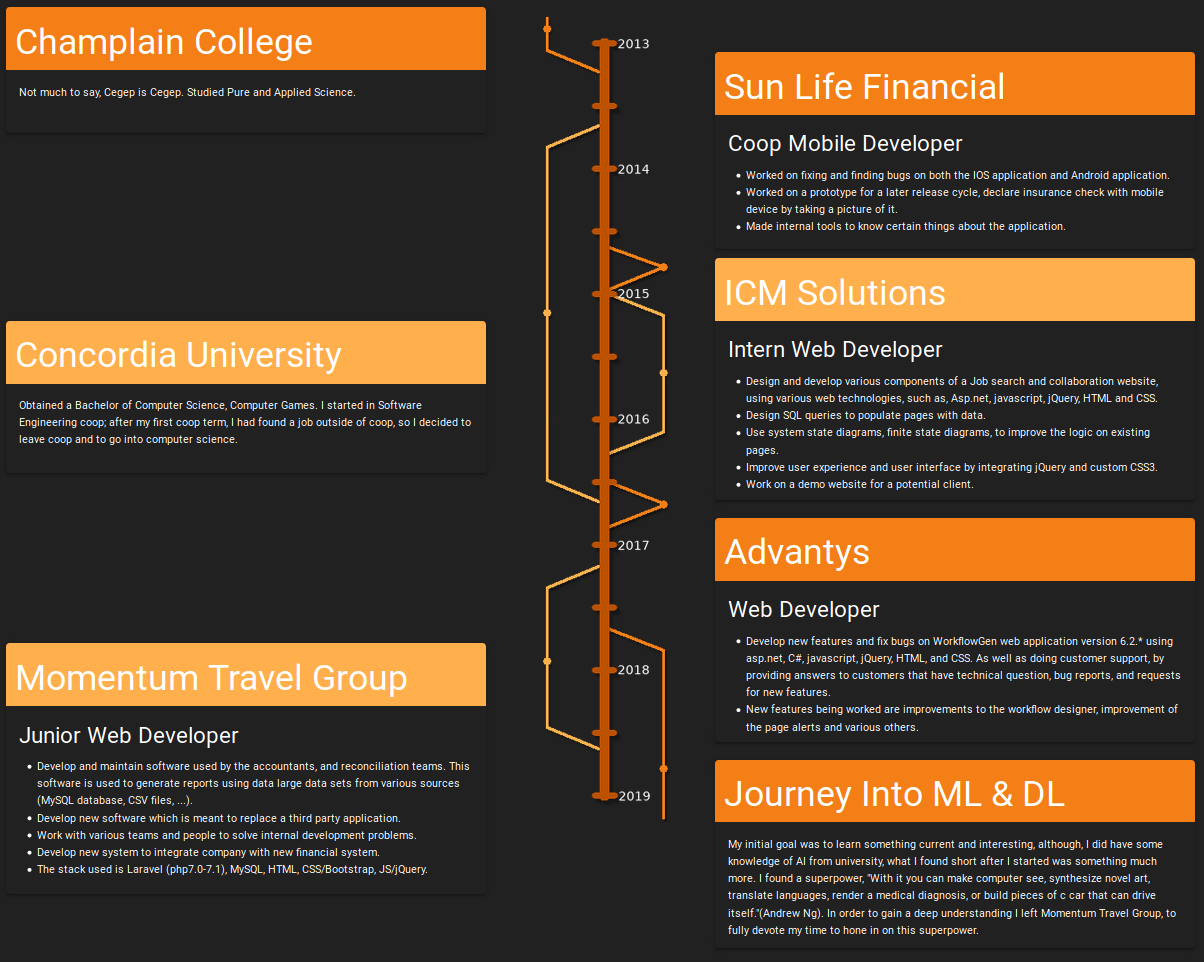 Champlain College
Not much to say, Cegep is Cegep. Studied Pure and Applied Science.
Concordia University
Obtained a Bachelor of Computer Science, Computer Games. I started in Software
Engineering coop; after my first coop term, I had found a job outside of coop, so I decided to
leave coop and to go into computer science.
Momentum Travel Group
Junior Web Developer
• Develop and maintain software used by the accountants, and reconciliation teams. This
software is used to generate reports using data large data sets from various sources
(MySQL database, CSV files, ...).
• Develop new software which is meant to replace a third party application.
• Work with various teams and people to solve internal development problems.
• Develop new system to integrate company with new financial system.
• The stack used is Laravel (php7.0-7.1), MySQL, HTML, CSS/Bootstrap, JS/jQuery.
2013
2014
2015
2016
2017
2018
2019
Sun Life Financial
Coop Mobile Developer
• Worked on fixing and finding bugs on both the IOS application and Android application.
• Worked on a prototype for a later release cycle, declare insurance check with mobile
device by taking a picture of it.
• Made internal tools to know certain things about the application.
ICM Solutions
Intern Web Developer
• Design and develop various components of a Job search and collaboration website,
using various web technologies, such as, Asp.net, javascript, jQuery, HTML and CSS.
• Design SQL queries to populate pages with data.
• Use system state diagrams, finite state diagrams, to improve the logic on existing
pages.
• Improve user experience and user interface by integrating jQuery and custom CSS3.
• Work on a demo website for a potential client.
Advantys
Web Developer
• Develop new features and fix bugs on WorkflowGen web application version 6.2.* using
asp.net, C#, javascript, jQuery, HTML, and CSS. As well as doing customer support, by
providing answers to customers that have technical question, bug reports, and requests
for new features.
• New features being worked are improvements to the workflow designer, improvement of
the page alerts and various others.
Journey Into ML & DL
My initial goal was to learn something current and interesting, although, I did have some
knowledge of AI from university, what I found short after I started was something much
more. I found a superpower, "With it you can make computer see, synthesize novel art,
translate languages, render a medical diagnosis, or build pieces of c car that can drive
itself."(Andrew Ng). In order to gain a deep understanding I left Momentum Travel Group, to
fully devote my time to hone in on this superpower.